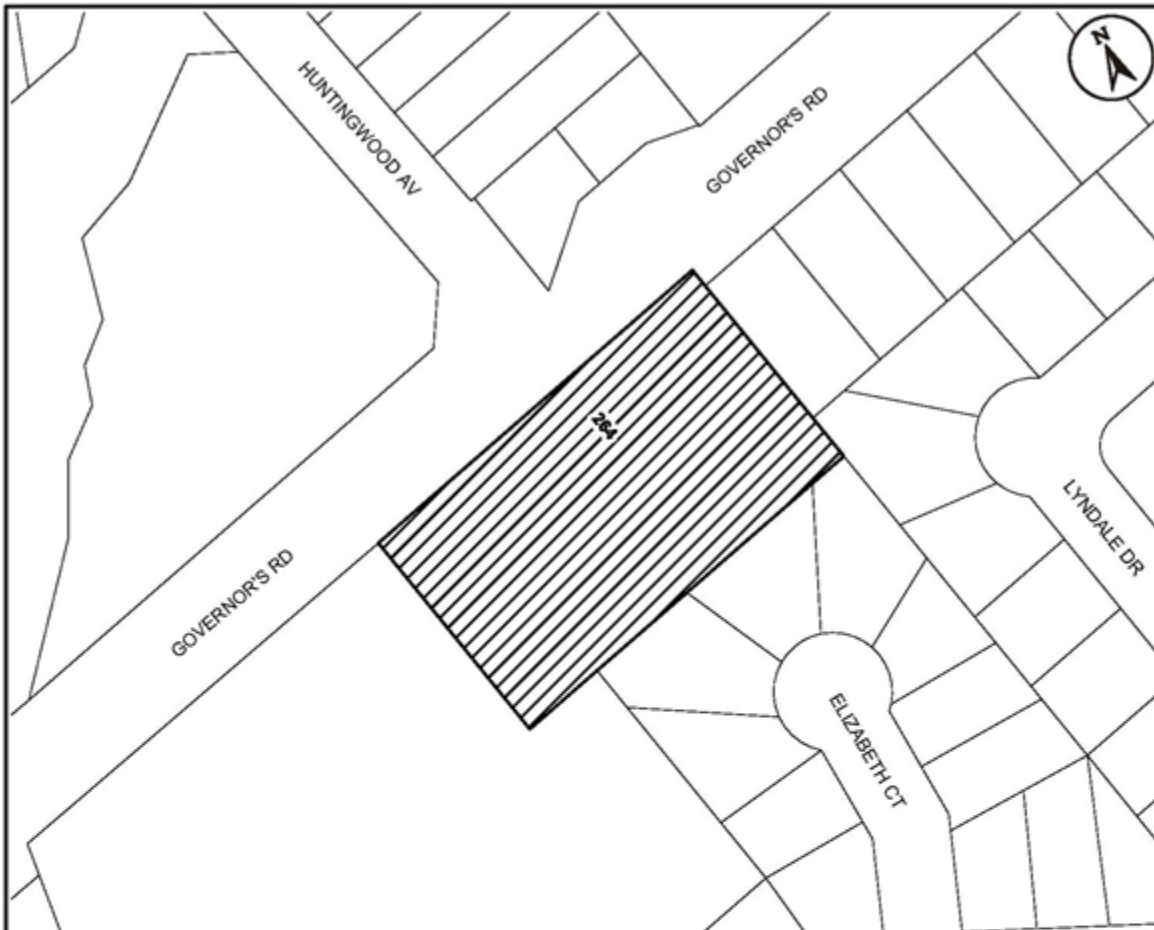 N
HUNTINGWOOD AV
GOVERNOR'S RD
264
LYNDALE DR
GOVERNOR'S RD
ELIZABETH CT